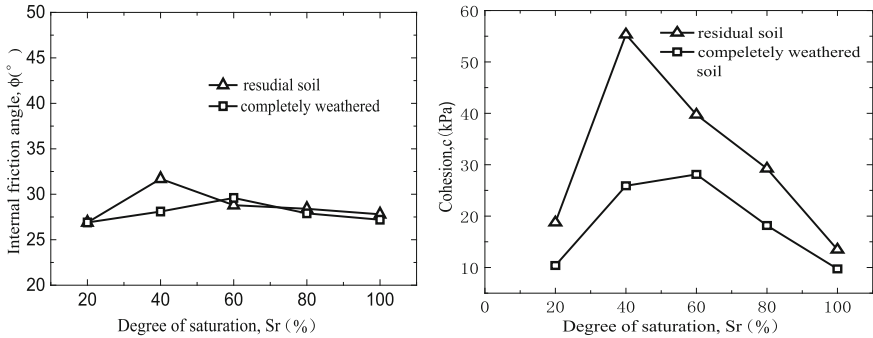 50
45
40
35
30
25
20
Internal friction angle, ϕ(°)
resudial soil
completely weathered
20 40 60 80 100
Degree of saturation, Sr（%）
60
50
40
30
20
10
Cohesion,c(kPa)
residual soil
compeletely weathered
soil
0 20 40 60 80 100
Degree of saturation, Sr（%）